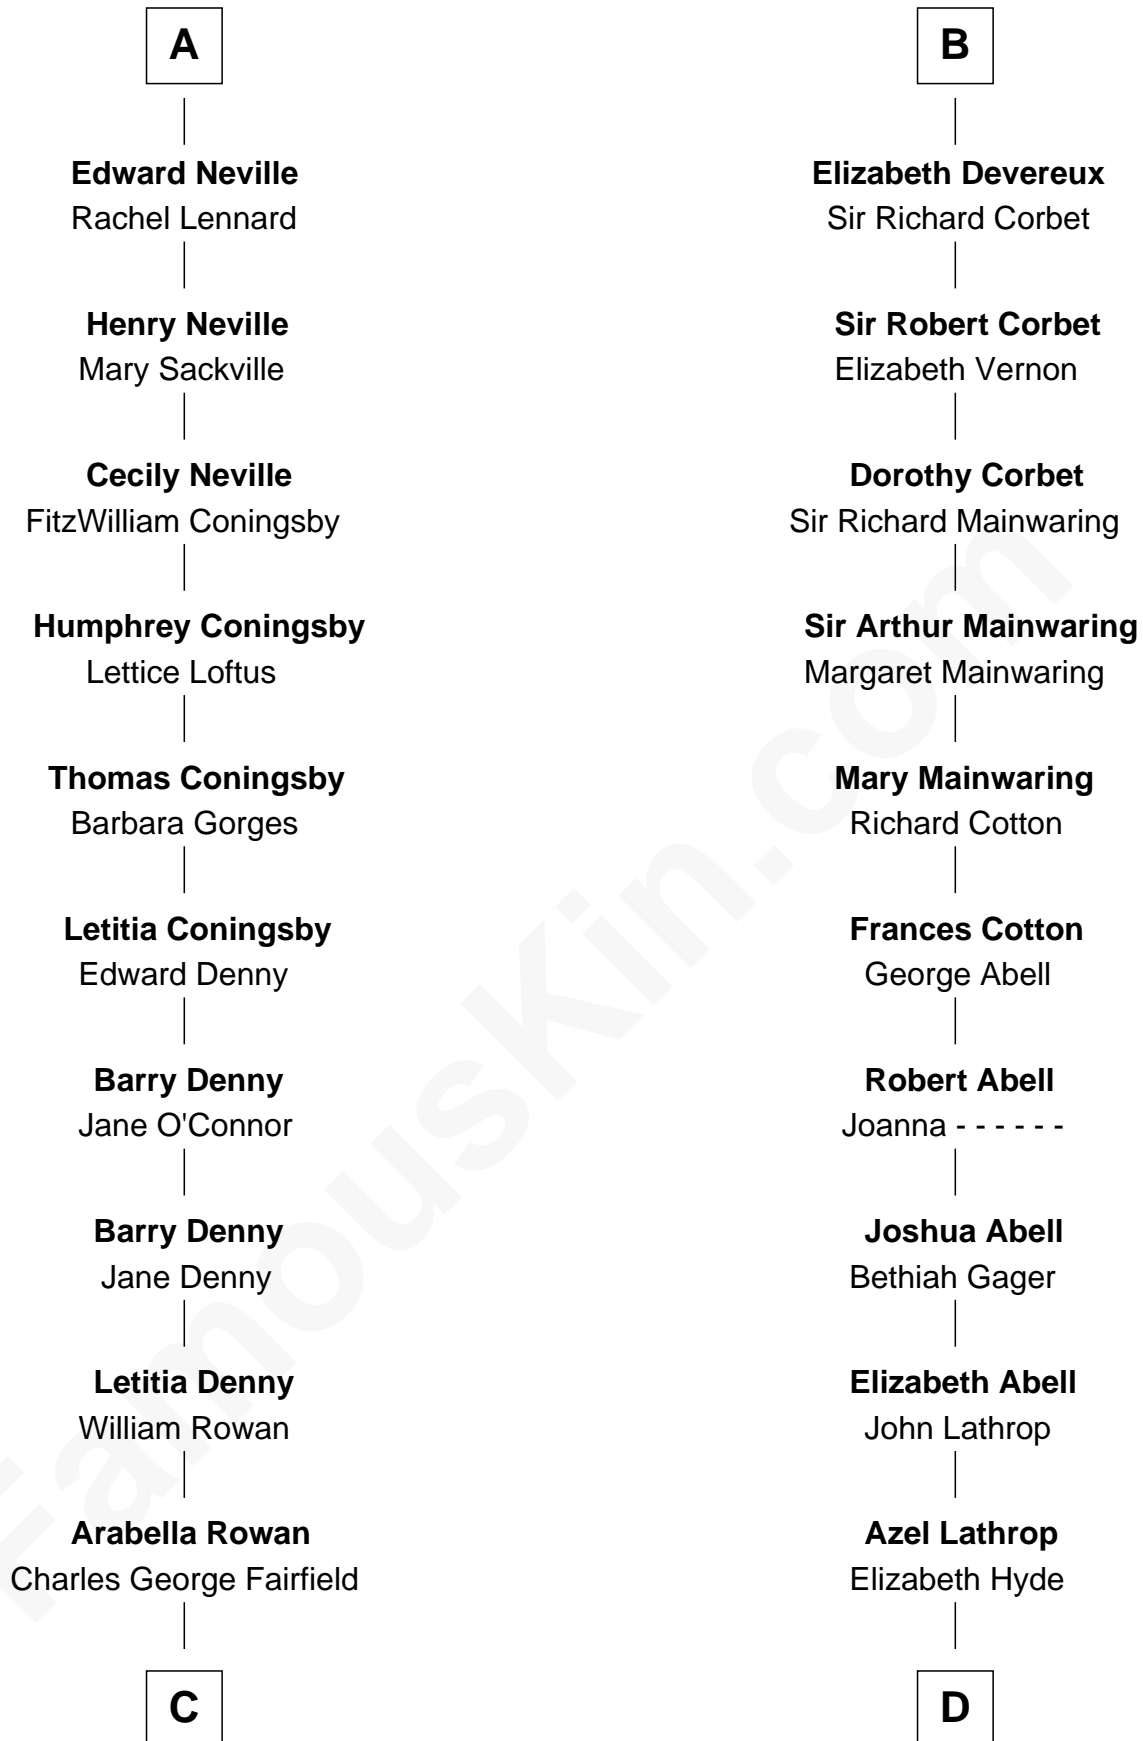 A
Edward Neville
Rachel Lennard
Henry Neville
Mary Sackville
Cecily Neville
FitzWilliam Coningsby
Humphrey Coningsby
Lettice Loftus
Thomas Coningsby
Barbara Gorges
Letitia Coningsby
Edward Denny
Barry Denny
Jane O'Connor
Barry Denny
Jane Denny
Letitia Denny
William Rowan
Arabella Rowan
Charles George Fairfield
C
B
Elizabeth Devereux
Sir Richard Corbet
Sir Robert Corbet
Elizabeth Vernon
Dorothy Corbet
Sir Richard Mainwaring
Sir Arthur Mainwaring
Margaret Mainwaring
Mary Mainwaring
Richard Cotton
Frances Cotton
George Abell
Robert Abell
Joanna - - - - - -
Joshua Abell
Bethiah Gager
Elizabeth Abell
John Lathrop
Azel Lathrop
Elizabeth Hyde
D
FamousKin.com